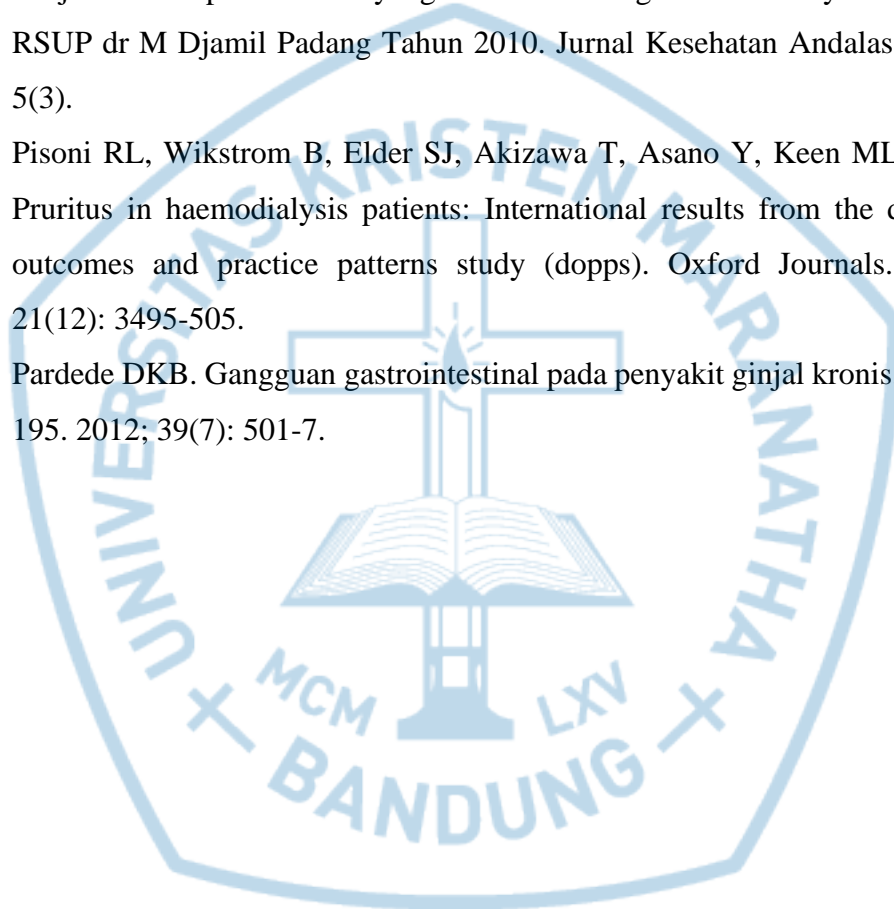 RSUP dr M Djamil Padang Tahun 2010. Jurnal Kesehatan Andalas
5(3).
Pisoni RL, Wikstrom B, Elder SJ, Akizawa T, Asano Y, Keen ML
Pruritus in haemodialysis patients: International results from the
outcomes and practice patterns study (dopps). Oxford Journals.
21(12): 3495-505.
Pardede DKB. Gangguan gastrointestinal pada penyakit ginjal kronis
195. 2012; 39(7): 501-7.
UNIVERSITAS KRISTEN MARANATHA
MCM LXV
BANDUNG